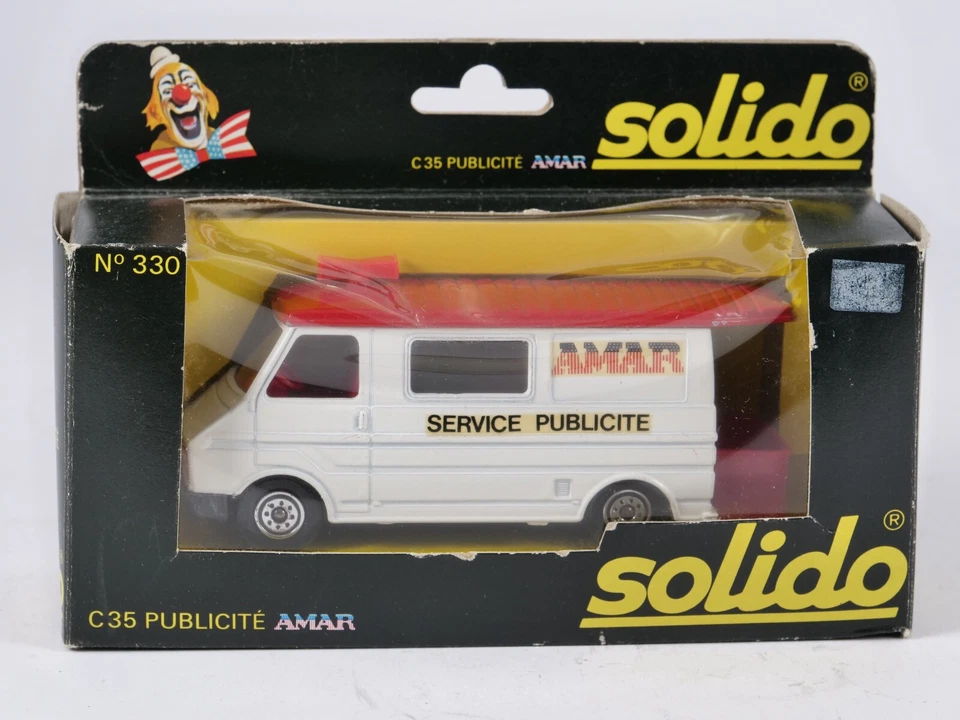 solido®
C35 PUBLICITÉ AMAR
Nº 330
AMAR
SERVICE PUBLICITE
solido®
C35 PUBLICITÉ AMAR